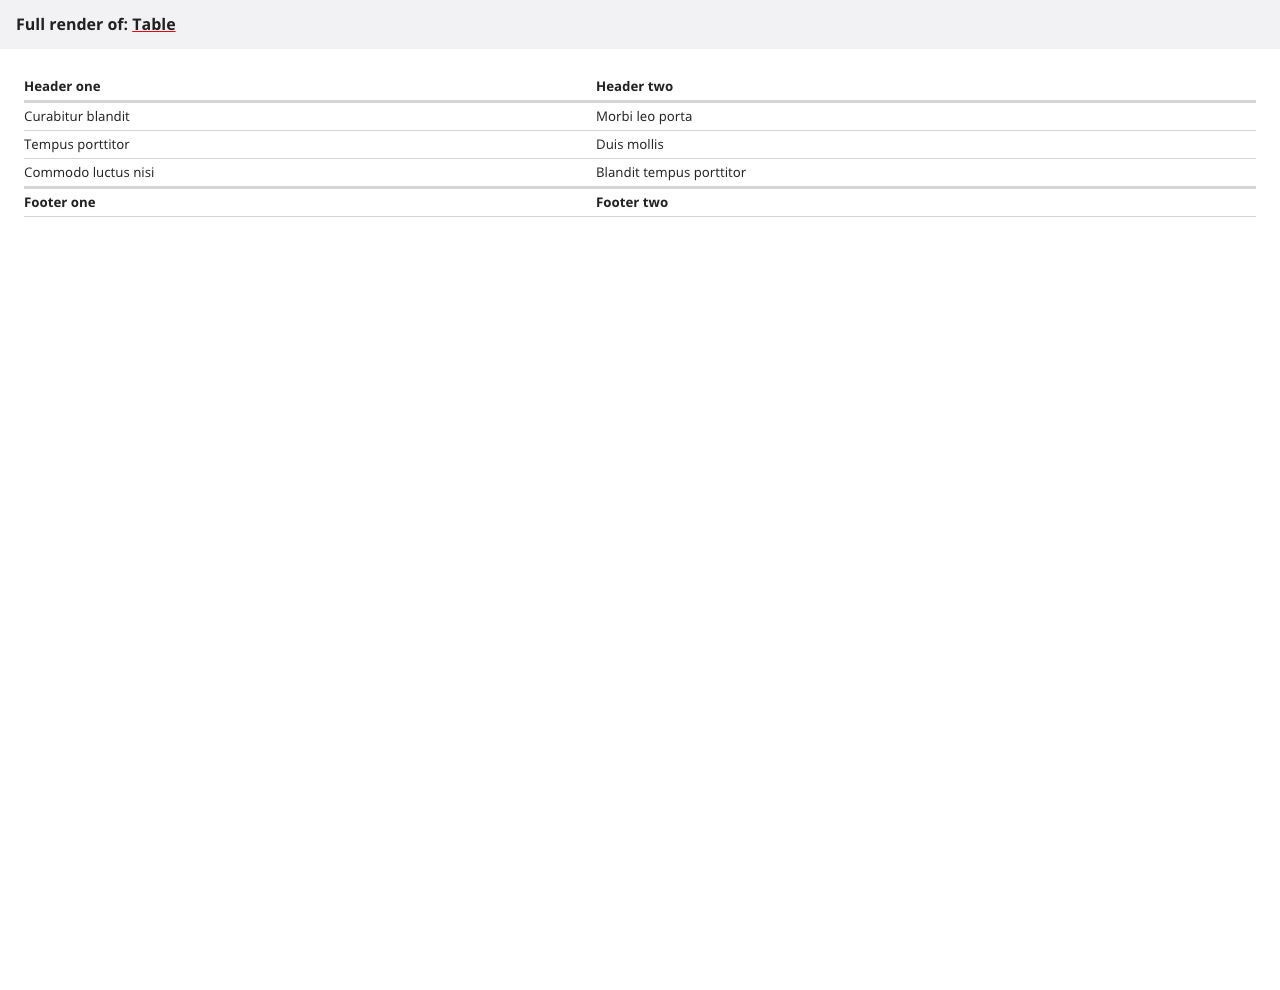 Full render of: Table
Header one Header two
Curabitur blandit Morbi leo porta
Tempus porttitor Duis mollis
Commodo luctus nisi Blandit tempus porttitor
Footer one Footer two